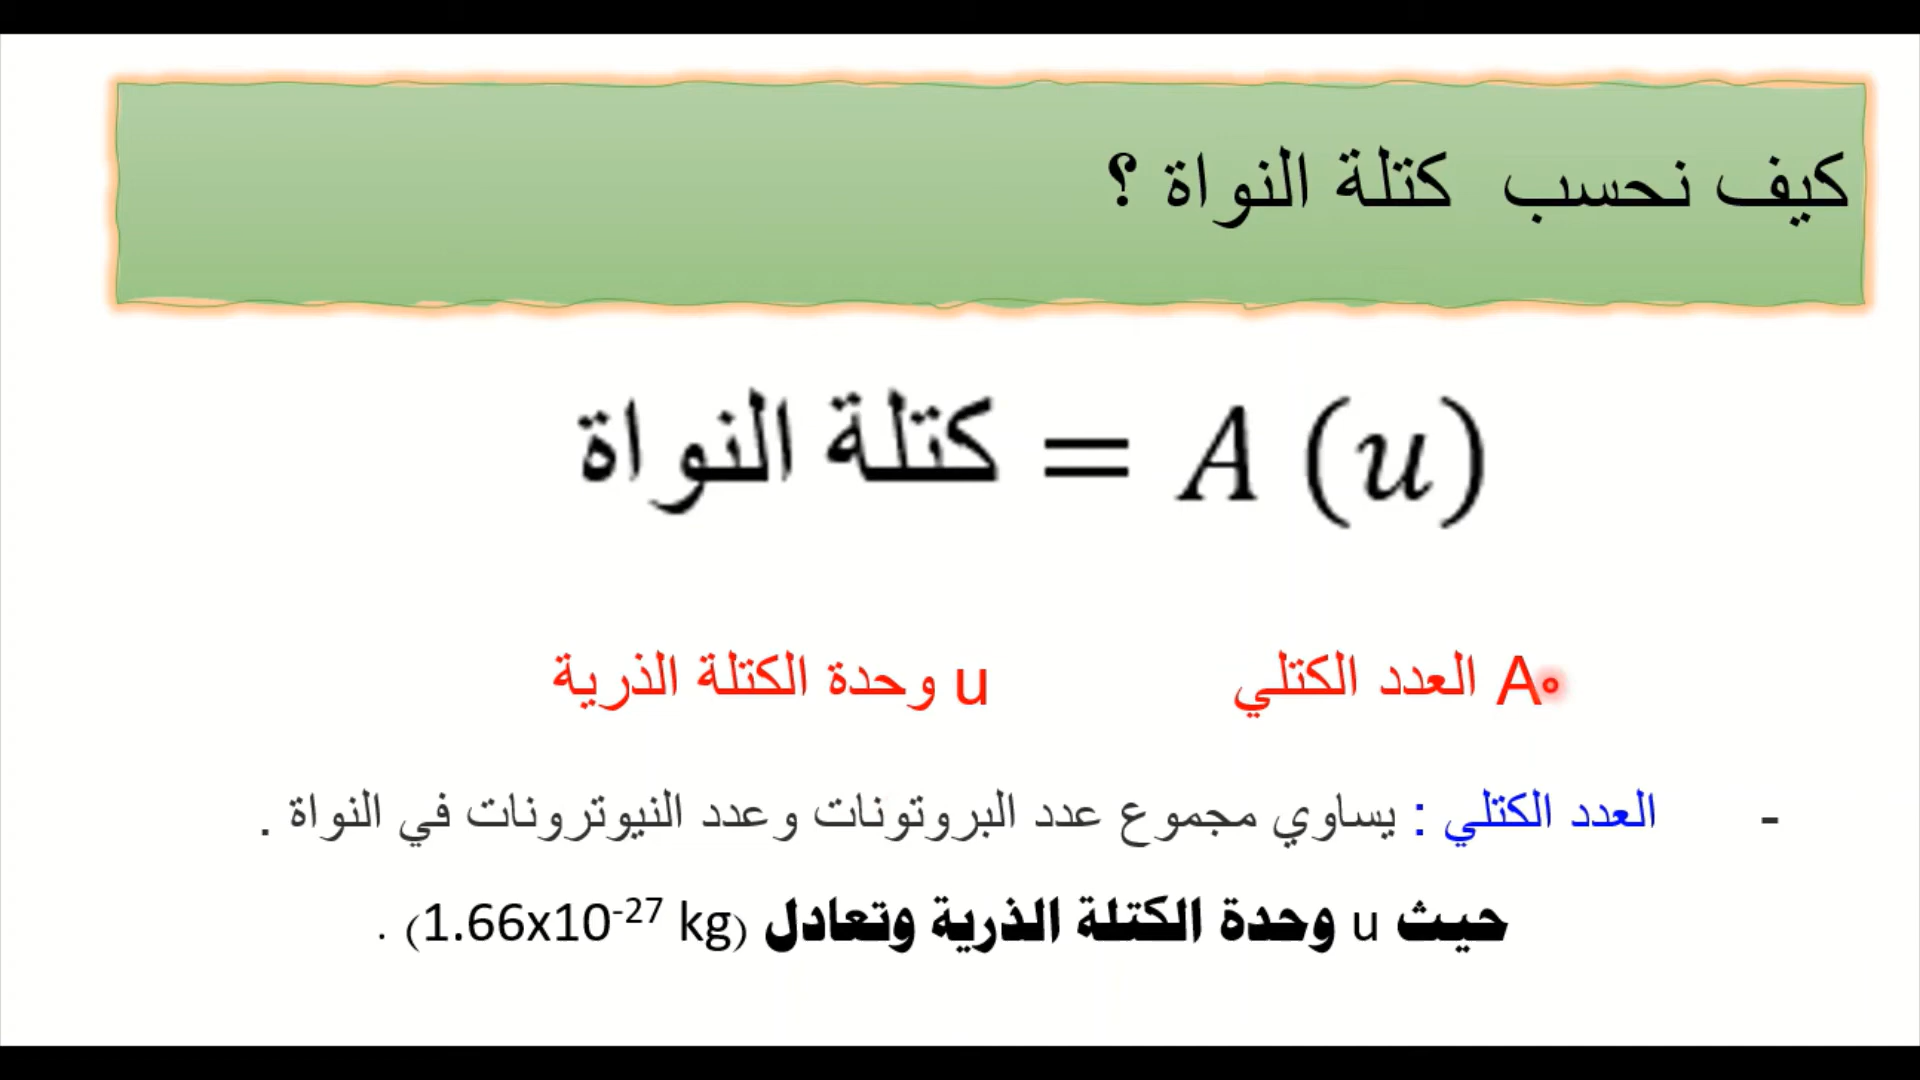 كيف نحسب كتلة النواة ؟
كتلة النواة = A (u)
A العدد الكتلي
u وحدة الكتلة الذرية
- العدد الكتلي : يساوي مجموع عدد البروتونات وعدد النيوترونات في النواة .
حيث u وحدة الكتلة الذرية وتعادل (1.66x10⁻²⁷ kg) .